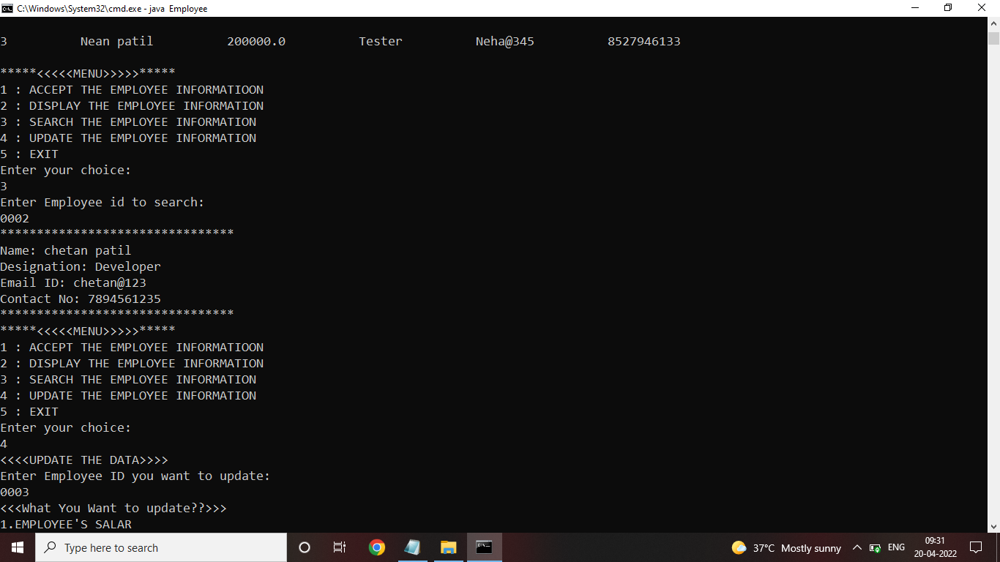 C:\Windows\System32\cmd.exe - java  Employee
3          Nean patil          200000.0          Tester          Neha@345          8527946133
*****<<<<<MENU>>>>>*****
1 : ACCEPT THE EMPLOYEE INFORMATIOON
2 : DISPLAY THE EMPLOYEE INFORMATION
3 : SEARCH THE EMPLOYEE INFORMATION
4 : UPDATE THE EMPLOYEE INFORMATION
5 : EXIT
Enter your choice:
3
Enter Employee id to search:
0002
********************************
Name: chetan patil
Designation: Developer
Email ID: chetan@123
Contact No: 7894561235
********************************
*****<<<<<MENU>>>>>*****
1 : ACCEPT THE EMPLOYEE INFORMATIOON
2 : DISPLAY THE EMPLOYEE INFORMATION
3 : SEARCH THE EMPLOYEE INFORMATION
4 : UPDATE THE EMPLOYEE INFORMATION
5 : EXIT
Enter your choice:
4
<<<<UPDATE THE DATA>>>>
Enter Employee ID you want to update:
0003
<<<What You Want to update??>>>
1.EMPLOYEE'S SALAR
Type here to search
37°C Mostly sunny
ENG
09:31
20-04-2022